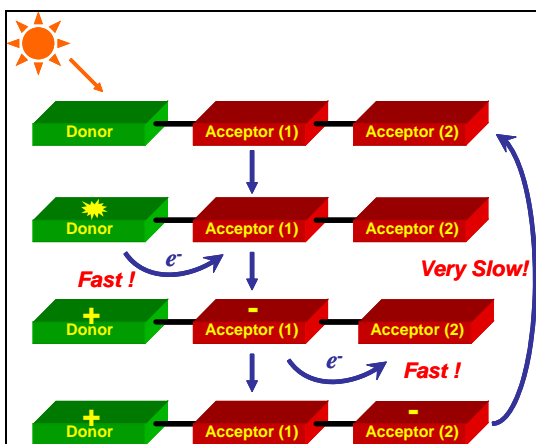 Donor Acceptor (1) Acceptor (2)
Donor Acceptor (1) Acceptor (2)
e-
Fast ! Very Slow!
+ -
Donor Acceptor (1) Acceptor (2)
e-
Fast !
+ -
Donor Acceptor (1) Acceptor (2)